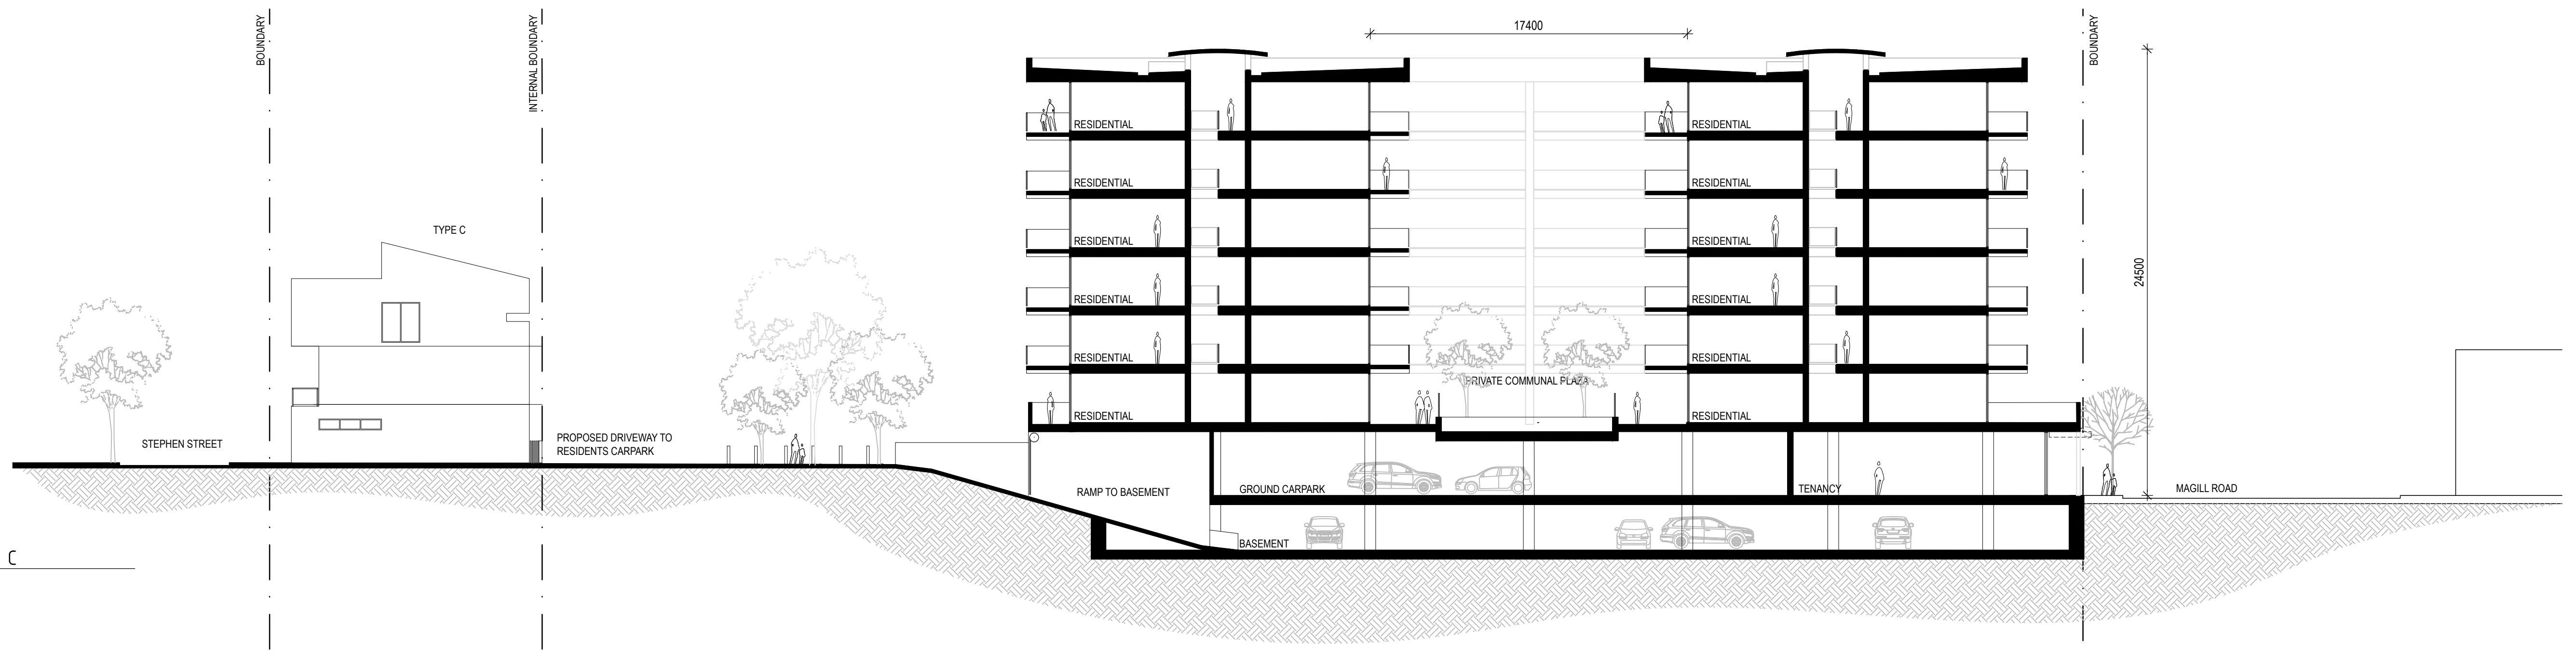 BOUNDARY
INTERNAL BOUNDARY
17400
BOUNDARY
24500
RESIDENTIAL
RESIDENTIAL
RESIDENTIAL
RESIDENTIAL
TYPE C
RESIDENTIAL
RESIDENTIAL
RESIDENTIAL
RESIDENTIAL
RESIDENTIAL
RESIDENTIAL
PRIVATE COMMUNAL PLAZA
RESIDENTIAL
RESIDENTIAL
STEPHEN STREET
PROPOSED DRIVEWAY TO
RESIDENTS CARPARK
RAMP TO BASEMENT
GROUND CARPARK
TENANCY
MAGILL ROAD
BASEMENT
C